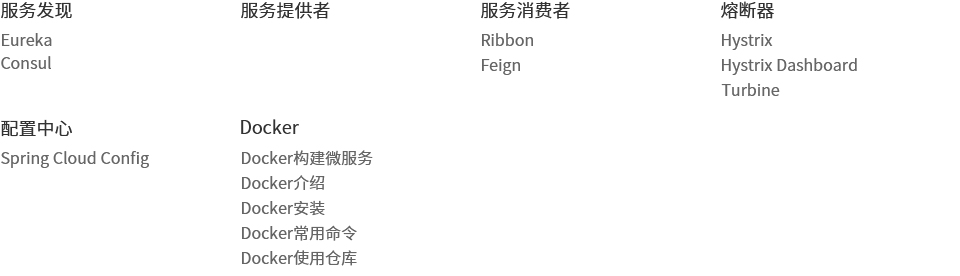 服务发现
Eureka
Consul
服务提供者
服务消费者
Ribbon
Feign
熔断器
Hystrix
Hystrix Dashboard
Turbine
配置中心
Spring Cloud Config
Docker
Docker构建微服务
Docker介绍
Docker安装
Docker常用命令
Docker使用仓库